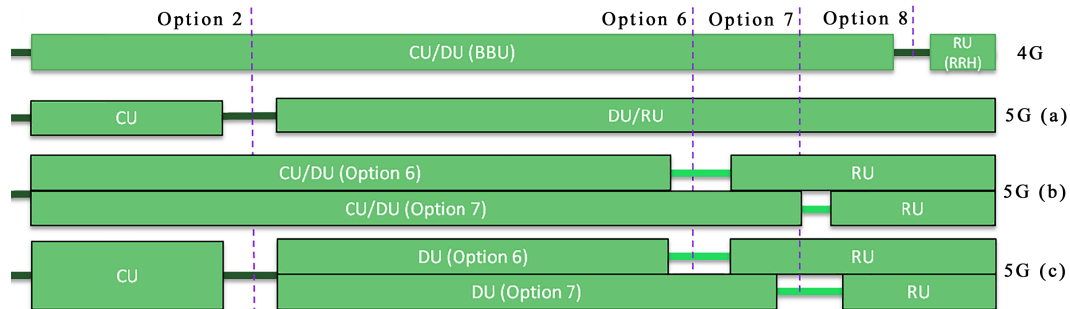 Option 2 Option 6 Option 7 Option 8
CU/DU (BBU) RU (RRH) 4G
CU DU/RU 5G (a)
CU/DU (Option 6) RU
CU/DU (Option 7) RU
5G (b)
DU (Option 6) RU
CU 5G (c)
DU (Option 7) RU